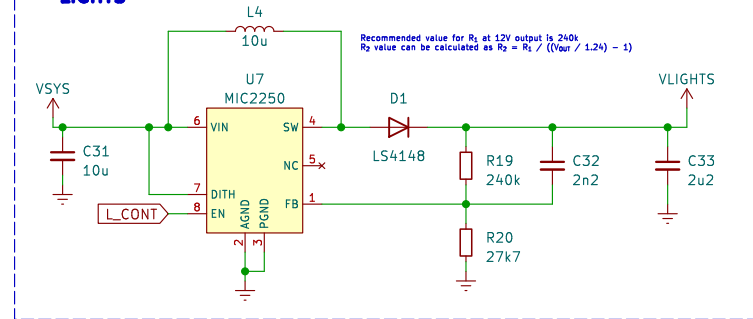 LIGHTS
L4
10u
Recommended value for R₁ at 12V output is 240k
R₂ value can be calculated as R₂ = R₁ / ((Vₒᵤₜ / 1.24) − 1)
VSYS
U7
MIC2250
D1
VLIGHTS
6 VIN SW 4
C31
10u
LS4148
NC 5
R19
240k
C32
2n2
C33
2u2
7 DITH
8 EN
FB 1
L_CONT
AGND
PGND
2
3
R20
27k7